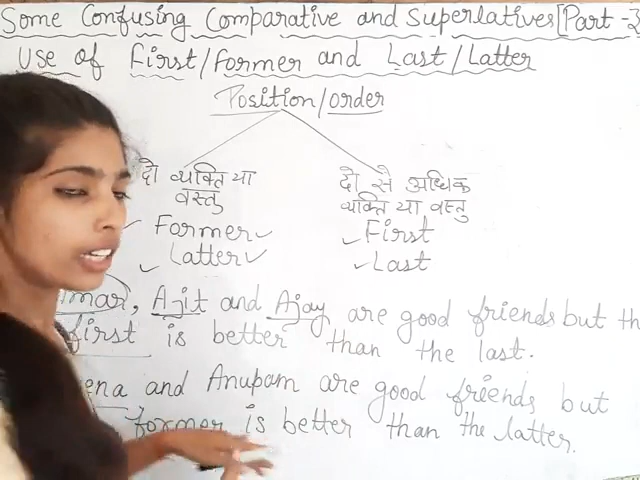 Some Confusing Comparative and Superlatives [Part-
Use of First/Former and Last/Latter
Position/order
दो व्यक्ति या
वस्तु
Former
Latter
दो से अधिक
व्यक्ति या वस्तु
First
Last
mar, Ajit and Ajay are good friends but th
first is better than the last.
ena and Anupam are good friends but
former is better than the latter.